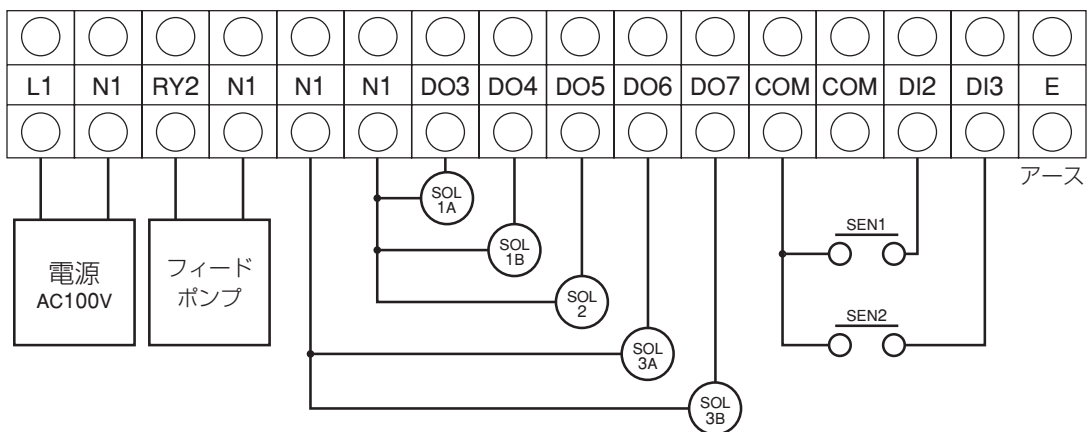 L1 N1 RY2 N1 N1 N1 DO3 DO4 DO5 DO6 DO7 COM COM DI2 DI3 E
アース
電源
AC100V
フィード
ポンプ
SOL
1A
SOL
1B
SOL
2
SOL
3A
SOL
3B
SEN1
SEN2